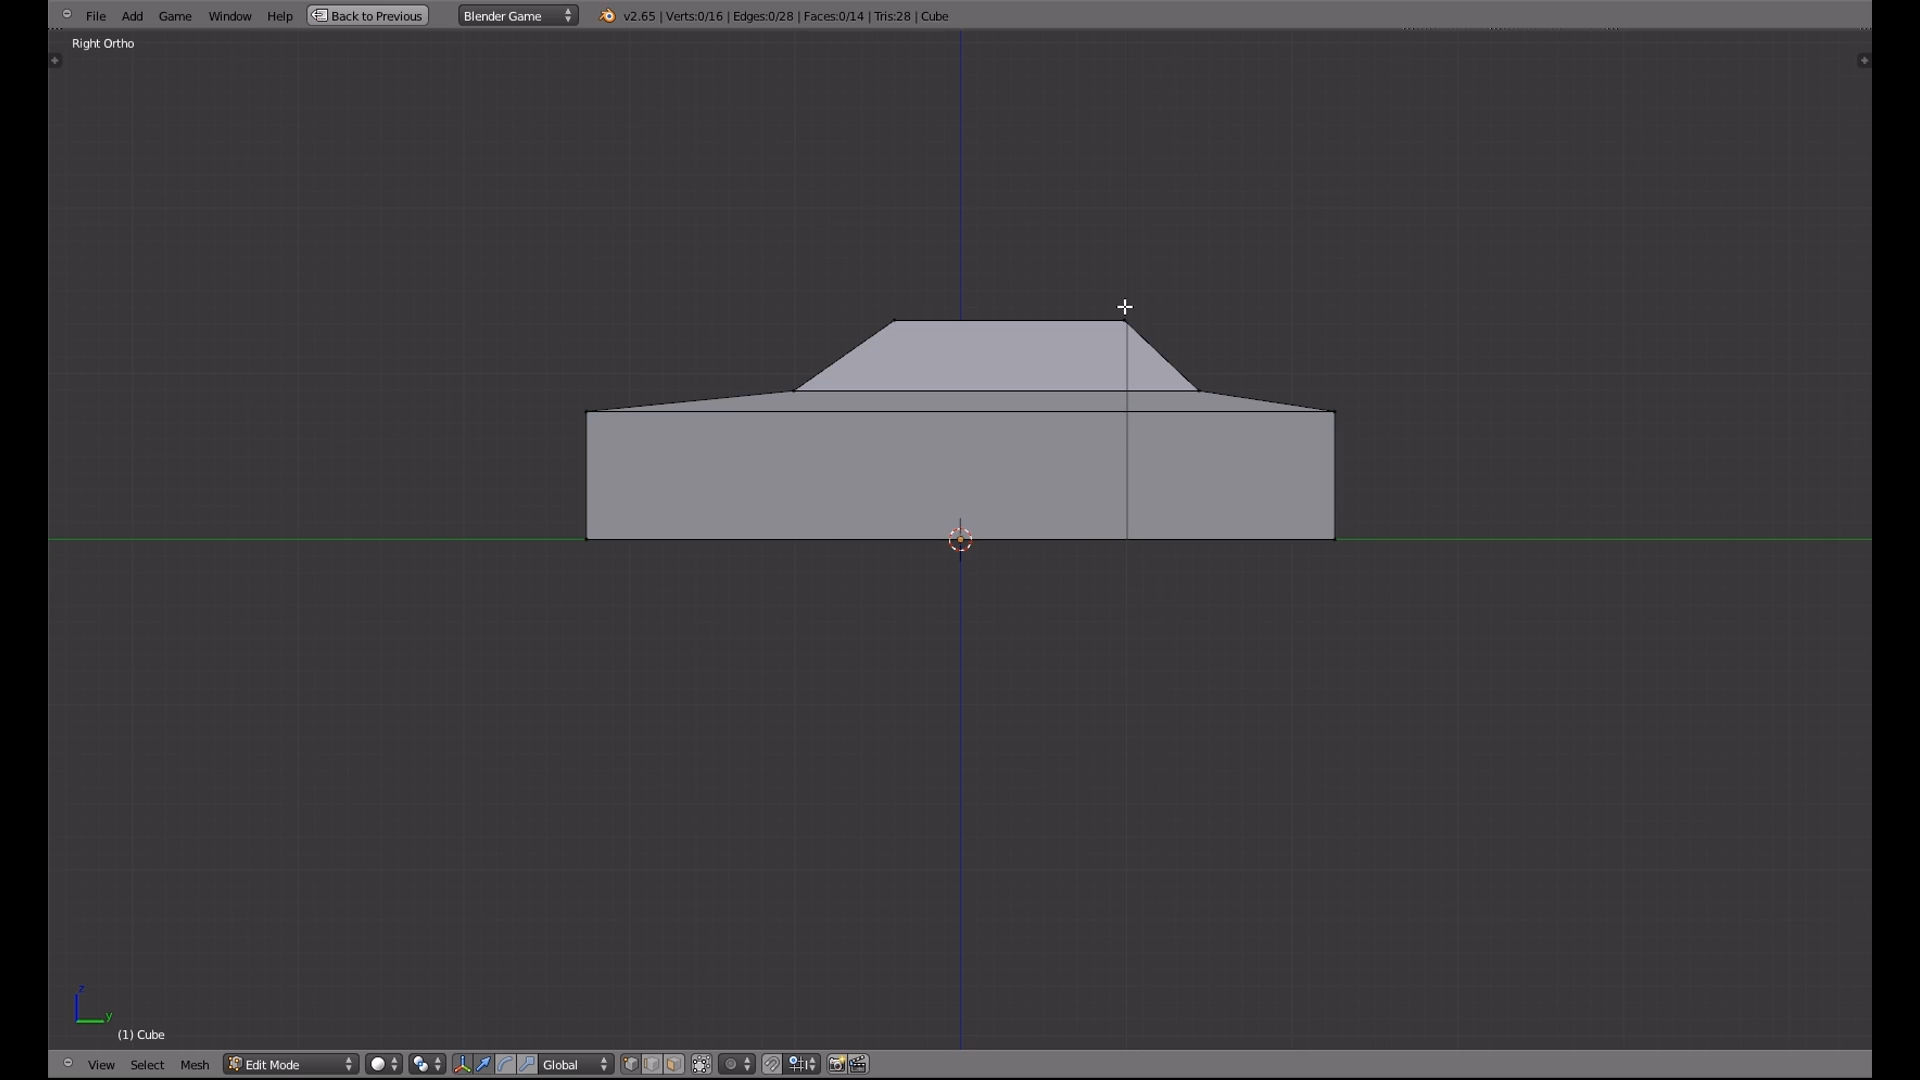 File Add Game Window Help Back to Previous Blender Game v2.65 | Verts:0/16 | Edges:0/28 | Faces:0/14 | Tris:28 | Cube
Right Ortho
z
y
(1) Cube
View Select Mesh Edit Mode Global